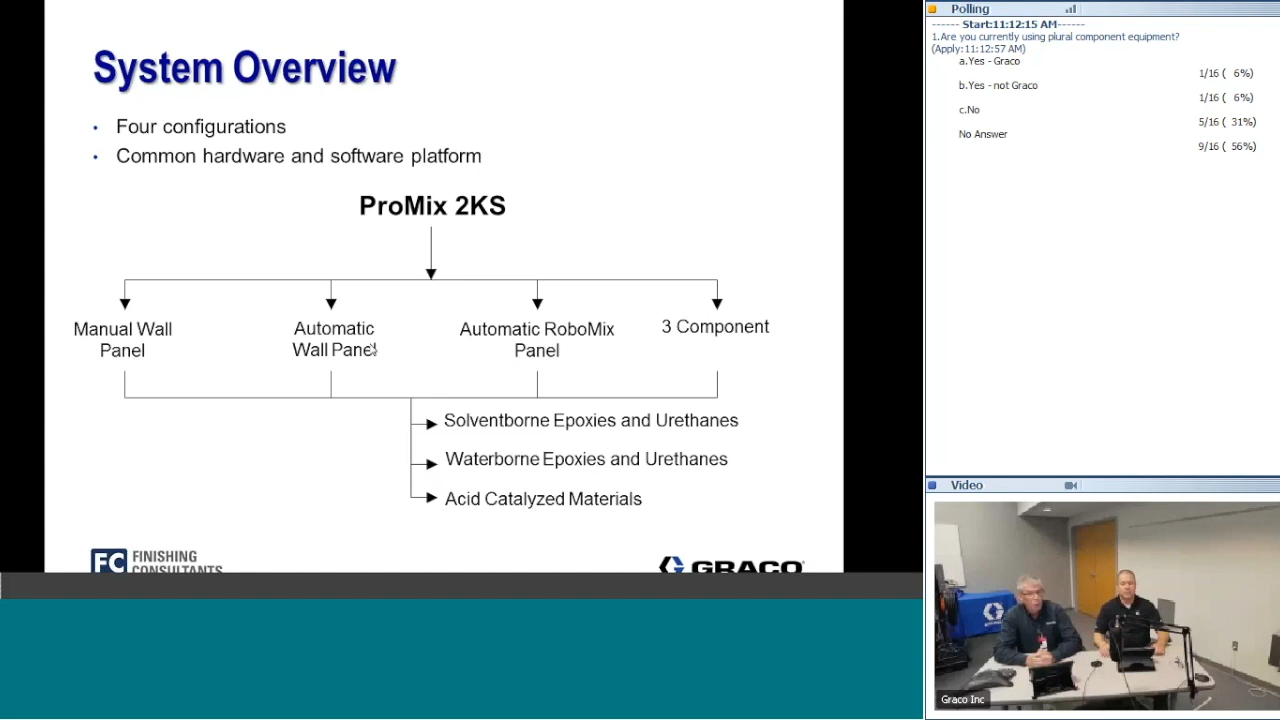 System Overview
• Four configurations
• Common hardware and software platform
ProMix 2KS
Manual Wall
Panel
Automatic
Wall Panel
Automatic RoboMix
Panel
3 Component
Solventborne Epoxies and Urethanes
Waterborne Epoxies and Urethanes
Acid Catalyzed Materials
FC FINISHING
CONSULTANTS
GRACO
Polling
------ Start:11:12:15 AM------
1.Are you currently using plural component equipment?
(Apply:11:12:57 AM)
a.Yes - Graco
1/16 ( 6%)
b.Yes - not Graco
1/16 ( 6%)
c.No
5/16 ( 31%)
No Answer
9/16 ( 56%)
Video
Graco Inc